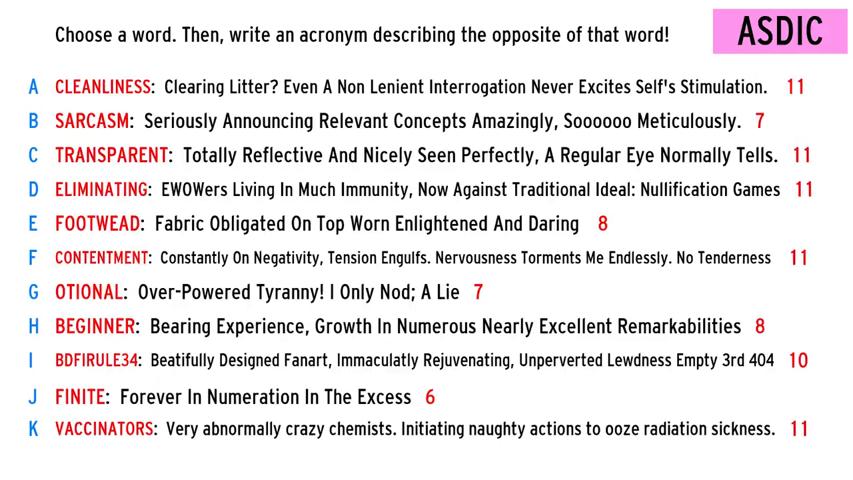 Choose a word. Then, write an acronym describing the opposite of that word! ASDIC
A CLEANLINESS: Clearing Litter? Even A Non Lenient Interrogation Never Excites Self's Stimulation. 11
B SARCASM: Seriously Announcing Relevant Concepts Amazingly, Soooooo Meticulously. 7
C TRANSPARENT: Totally Reflective And Nicely Seen Perfectly, A Regular Eye Normally Tells. 11
D ELIMINATING: EWOWers Living In Much Immunity, Now Against Traditional Ideal: Nullification Games 11
E FOOTWEAD: Fabric Obligated On Top Worn Enlightened And Daring 8
F CONTENTMENT: Constantly On Negativity, Tension Engulfs. Nervousness Torments Me Endlessly. No Tenderness 11
G OTIONAL: Over-Powered Tyranny! I Only Nod; A Lie 7
H BEGINNER: Bearing Experience, Growth In Numerous Nearly Excellent Remarkabilities 8
I BDFIRULE34: Beatifully Designed Fanart, Immaculatly Rejuvenating, Unperverted Lewdness Empty 3rd 404 10
J FINITE: Forever In Numeration In The Excess 6
K VACCINATORS: Very abnormally crazy chemists. Initiating naughty actions to ooze radiation sickness. 11